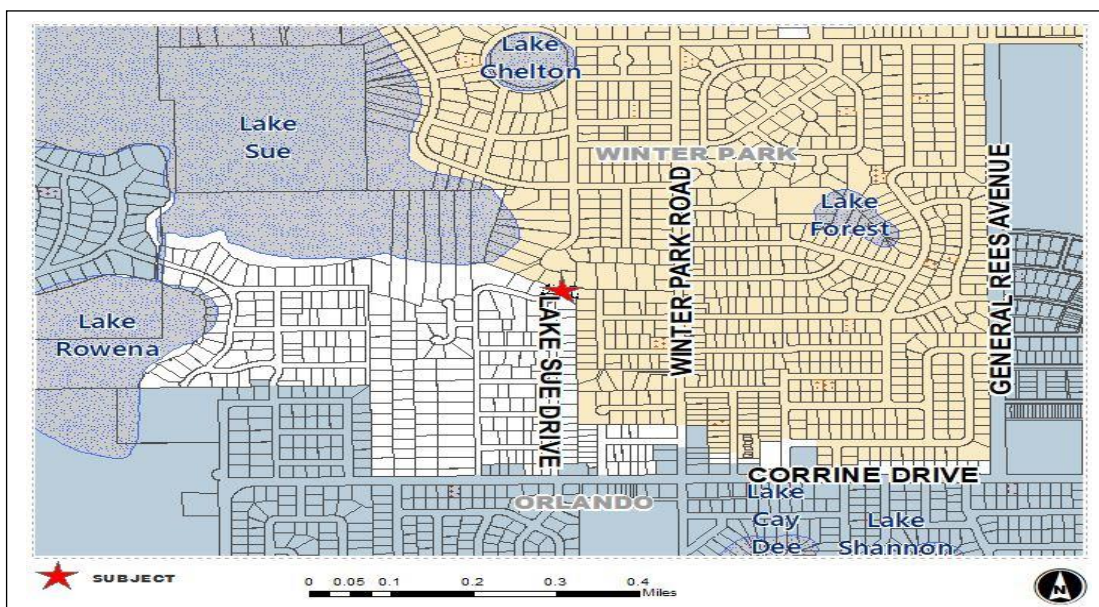 Lake
Chelton
Lake
Sue
WINTER PARK
Lake
Forest
GENERAL REES AVENUE
WINTER PARK ROAD
LAKE SUE DRIVE
Lake
Rowena
CORRINE DRIVE
ORLANDO
Lake
Cay
Dee
Lake
Shannon
SUBJECT
0 0.05 0.1 0.2 0.3 0.4
Miles
N